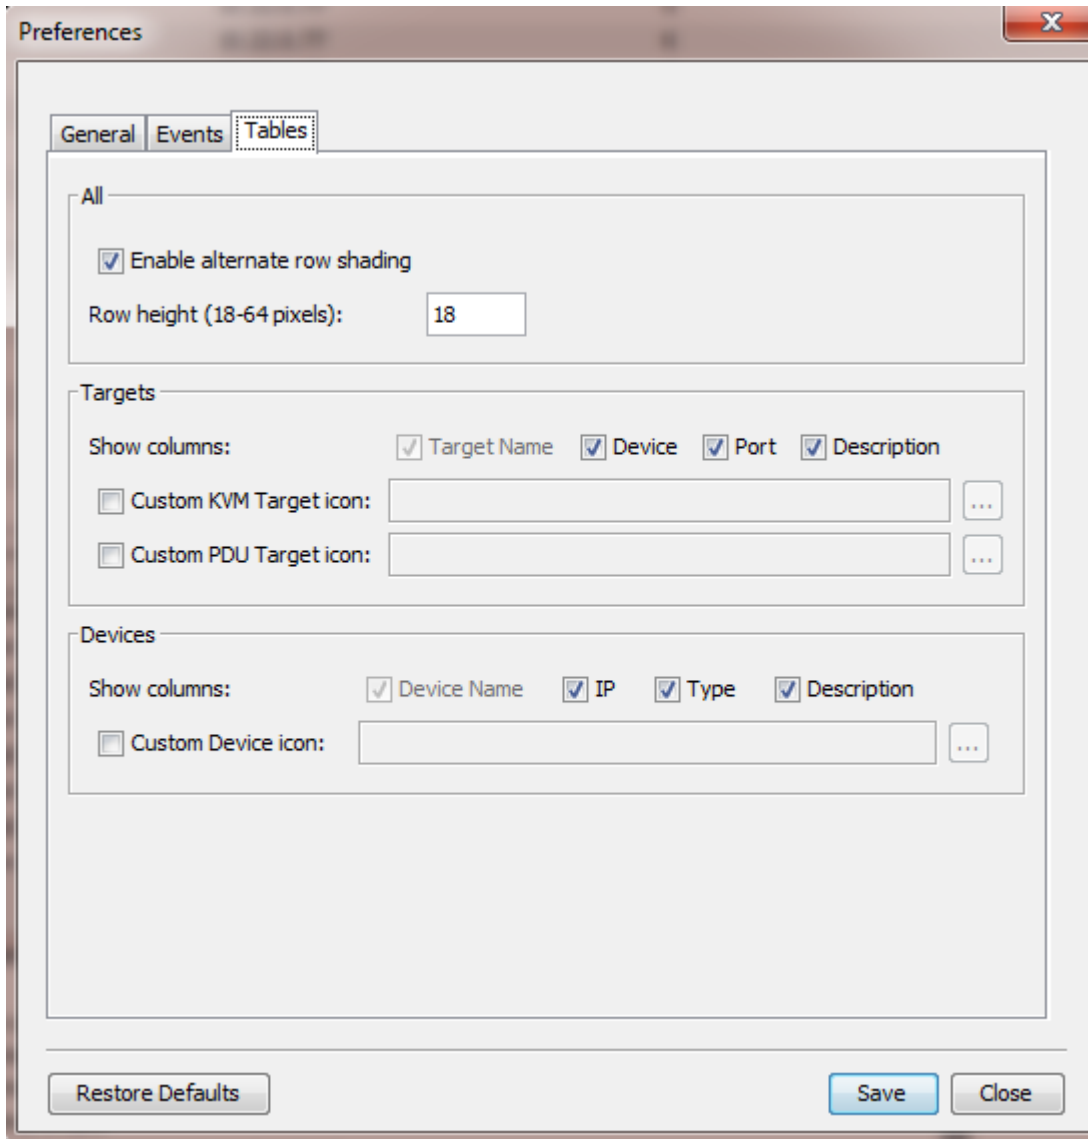 Preferences
General Events Tables
All
Enable alternate row shading
Row height (18-64 pixels): 18
Targets
Show columns: Target Name Device Port Description
Custom KVM Target icon: ...
Custom PDU Target icon: ...
Devices
Show columns: Device Name IP Type Description
Custom Device icon: ...
Restore Defaults Save Close